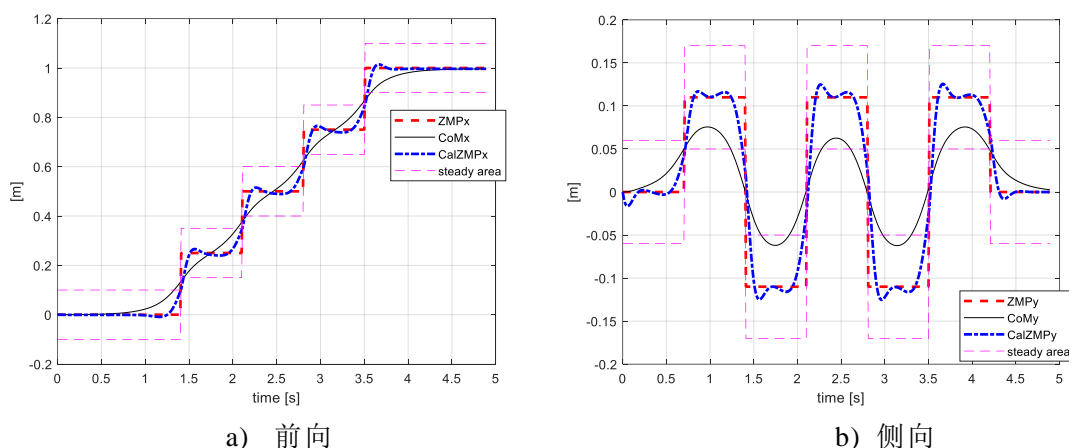 1.2
1
0.8
0.6
0.4
0.2
0
-0.2
[m]
0 0.5 1 1.5 2 2.5 3 3.5 4 4.5 5
time [s]
ZMPx
CoMx
CalZMPx
steady area
a) 前向
0.2
0.15
0.1
0.05
0
-0.05
-0.1
-0.15
-0.2
[m]
0 0.5 1 1.5 2 2.5 3 3.5 4 4.5 5
time [s]
ZMPy
CoMy
CalZMPy
steady area
b) 侧向